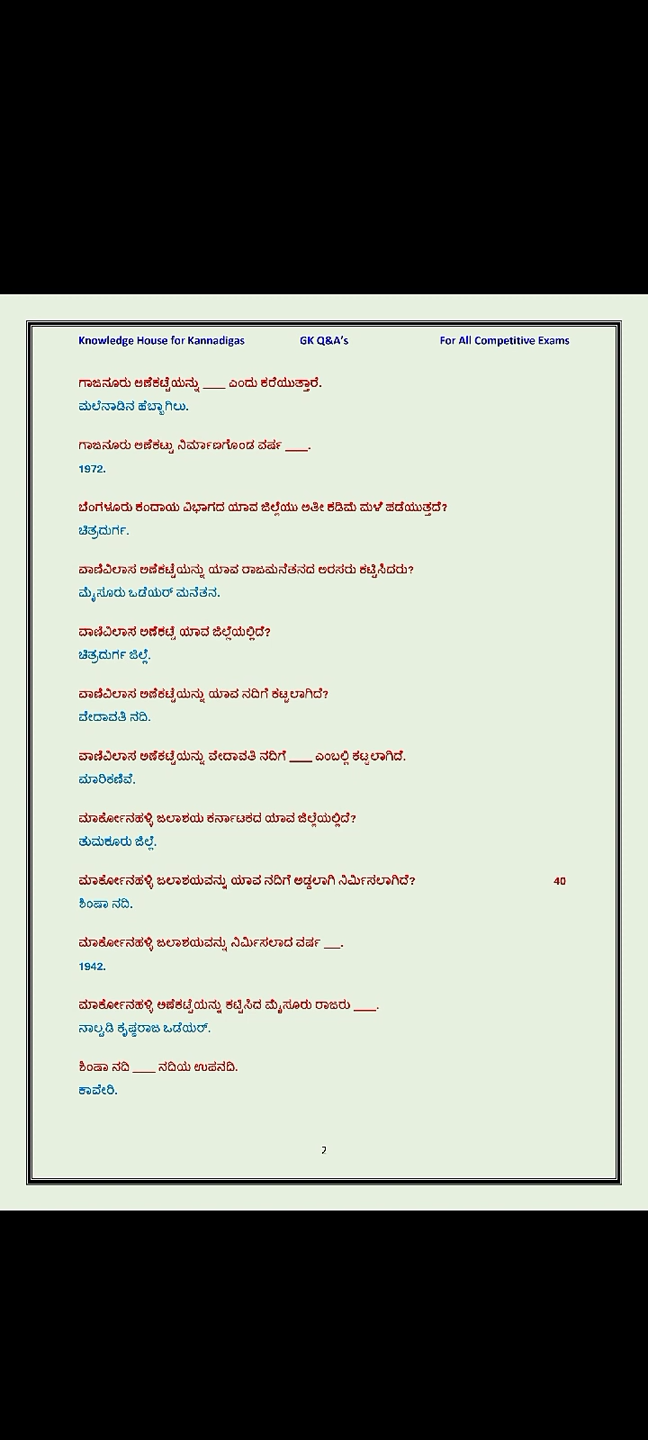 Knowledge House for Kannadigas GK Q&A's For All Competitive Exams
ಗಾಜನೂರು ಅಣೆಕಟ್ಟೆಯನ್ನು ____ ಎಂದು ಕರೆಯುತ್ತಾರೆ.
ಮಲೆನಾಡಿನ ಹೆಬ್ಬಾಗಿಲು.
ಗಾಜನೂರು ಅಣೆಕಟ್ಟು ನಿರ್ಮಾಣಗೊಂಡ ವರ್ಷ ____.
1972.
ಬೆಂಗಳೂರು ಕಂದಾಯ ವಿಭಾಗದ ಯಾವ ಜಿಲ್ಲೆಯು ಅತೀ ಕಡಿಮೆ ಮಳೆ ಪಡೆಯುತ್ತದೆ?
ಚಿತ್ರದುರ್ಗ.
ವಾಣಿವಿಲಾಸ ಅಣೆಕಟ್ಟೆಯನ್ನು ಯಾವ ರಾಜಮನೆತನದ ಅರಸರು ಕಟ್ಟಿಸಿದರು?
ಮೈಸೂರು ಒಡೆಯರ್ ಮನೆತನ.
ವಾಣಿವಿಲಾಸ ಅಣೆಕಟ್ಟೆ ಯಾವ ಜಿಲ್ಲೆಯಲ್ಲಿದೆ?
ಚಿತ್ರದುರ್ಗ ಜಿಲ್ಲೆ.
ವಾಣಿವಿಲಾಸ ಅಣೆಕಟ್ಟೆಯನ್ನು ಯಾವ ನದಿಗೆ ಕಟ್ಟಲಾಗಿದೆ?
ವೇದಾವತಿ ನದಿ.
ವಾಣಿವಿಲಾಸ ಅಣೆಕಟ್ಟೆಯನ್ನು ವೇದಾವತಿ ನದಿಗೆ ____ ಎಂಬಲ್ಲಿ ಕಟ್ಟಲಾಗಿದೆ.
ಮಾರಿಕಣಿವೆ.
ಮಾರ್ಕೋನಹಳ್ಳಿ ಜಲಾಶಯ ಕರ್ನಾಟಕದ ಯಾವ ಜಿಲ್ಲೆಯಲ್ಲಿದೆ?
ತುಮಕೂರು ಜಿಲ್ಲೆ.
ಮಾರ್ಕೋನಹಳ್ಳಿ ಜಲಾಶಯವನ್ನು ಯಾವ ನದಿಗೆ ಅಡ್ಡಲಾಗಿ ನಿರ್ಮಿಸಲಾಗಿದೆ? 40
ಶಿಂಷಾ ನದಿ.
ಮಾರ್ಕೋನಹಳ್ಳಿ ಜಲಾಶಯವನ್ನು ನಿರ್ಮಿಸಲಾದ ವರ್ಷ ___.
1942.
ಮಾರ್ಕೋನಹಳ್ಳಿ ಅಣೆಕಟ್ಟೆಯನ್ನು ಕಟ್ಟಿಸಿದ ಮೈಸೂರು ರಾಜರು ____.
ನಾಲ್ವಡಿ ಕೃಷ್ಣರಾಜ ಒಡೆಯರ್.
ಶಿಂಷಾ ನದಿ ____ ನದಿಯ ಉಪನದಿ.
ಕಾವೇರಿ.
2